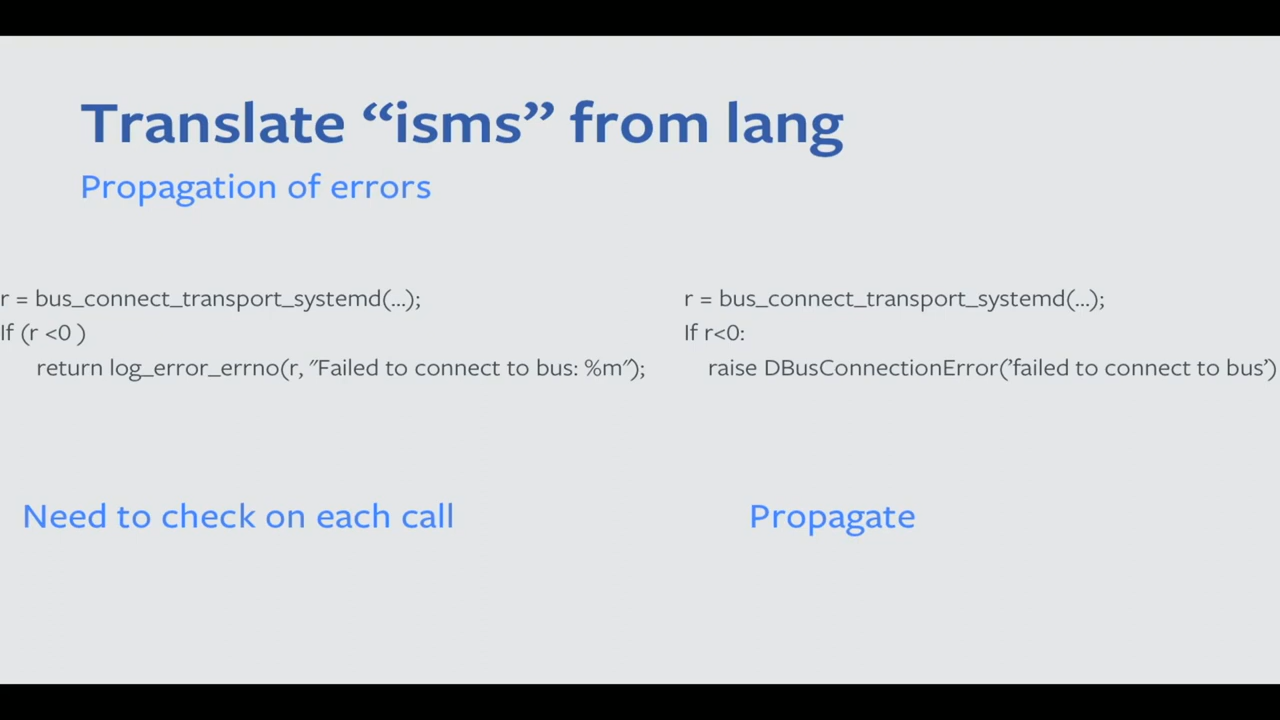 Translate “isms” from lang
Propagation of errors
r = bus_connect_transport_systemd(...);
If (r <0 )
return log_error_errno(r, "Failed to connect to bus: %m");
Need to check on each call
r = bus_connect_transport_systemd(...);
If r<0:
raise DBusConnectionError(’failed to connect to bus’)
Propagate